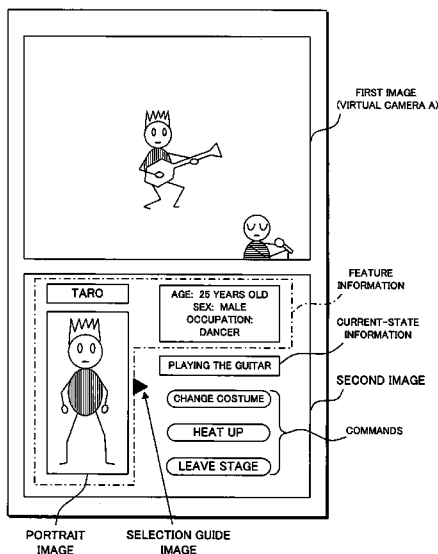 FIRST IMAGE
(VIRTUAL CAMERA A)
TARO
AGE: 25 YEARS OLD
SEX: MALE
OCCUPATION:
DANCER
FEATURE
INFORMATION
CURRENT-STATE
INFORMATION
PLAYING THE GUITAR
SECOND IMAGE
CHANGE COSTUME
HEAT UP
COMMANDS
LEAVE STAGE
PORTRAIT
IMAGE
SELECTION GUIDE
IMAGE